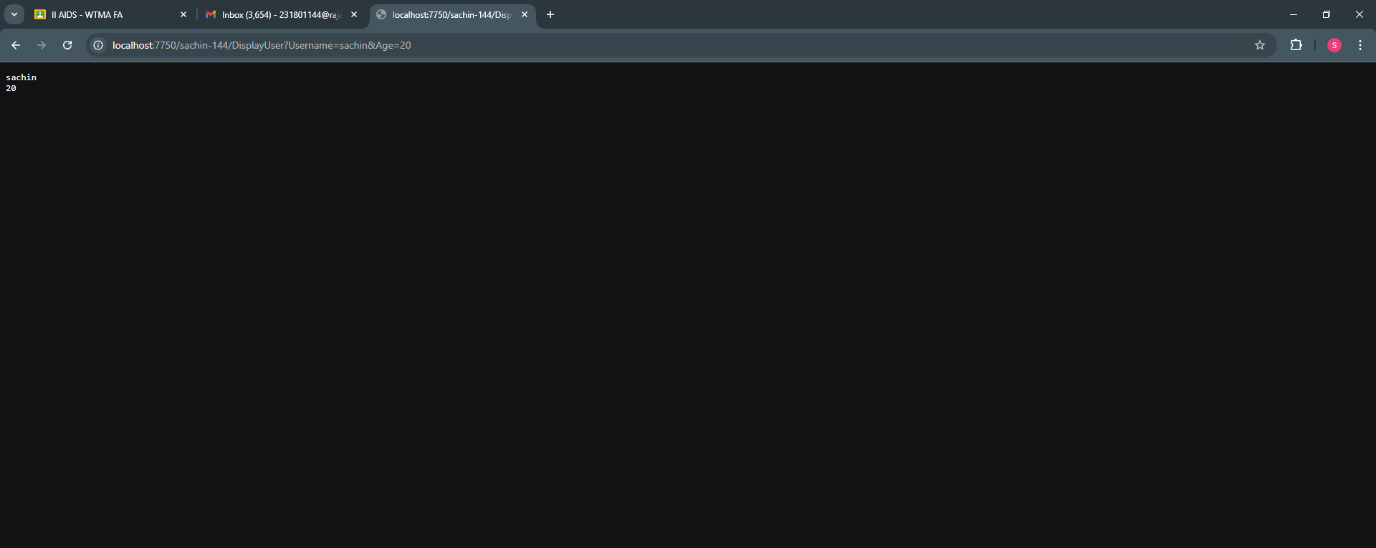 II AIDS - WTMA FA
Inbox (3,654) - 231801144@raja
localhost:7750/sachin-144/Disp
localhost:7750/sachin-144/DisplayUser?Username=sachin&Age=20
S
sachin
20